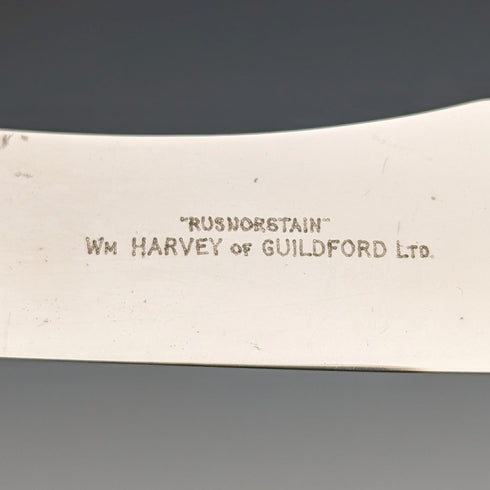 "RUSNORSTAIN"
WM HARVEY OF GUILDFORD LTD.